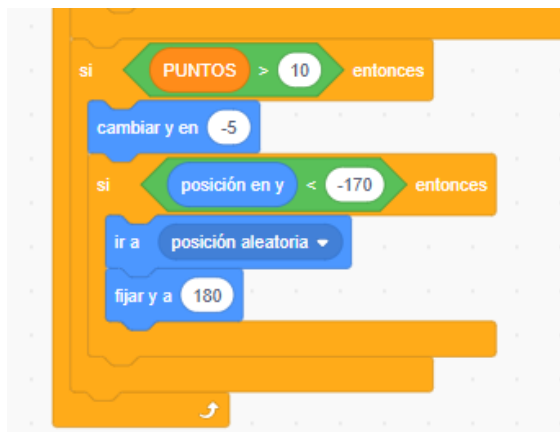 si PUNTOS > 10 entonces
cambiar y en -5
si posición en y < -170 entonces
ir a posición aleatoria
fijar y a 180